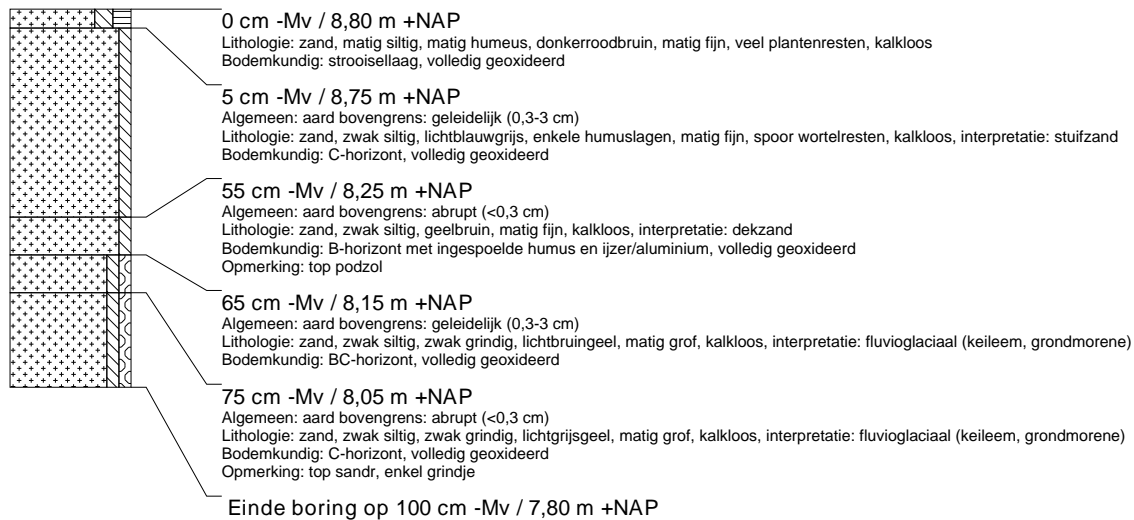 0 cm -Mv / 8,80 m +NAP
Lithologie: zand, matig siltig, matig humeus, donkerroodbruin, matig fijn, veel plantenresten, kalkloos
Bodemkundig: strooisellaag, volledig geoxideerd
5 cm -Mv / 8,75 m +NAP
Algemeen: aard bovengrens: geleidelijk (0,3-3 cm)
Lithologie: zand, zwak siltig, lichtblauwgrijs, enkele humuslagen, matig fijn, spoor wortelresten, kalkloos, interpretatie: stuifzand
Bodemkundig: C-horizont, volledig geoxideerd
55 cm -Mv / 8,25 m +NAP
Algemeen: aard bovengrens: abrupt (<0,3 cm)
Lithologie: zand, zwak siltig, geelbruin, matig fijn, kalkloos, interpretatie: dekzand
Bodemkundig: B-horizont met ingespoelde humus en ijzer/aluminium, volledig geoxideerd
Opmerking: top podzol
65 cm -Mv / 8,15 m +NAP
Algemeen: aard bovengrens: geleidelijk (0,3-3 cm)
Lithologie: zand, zwak siltig, zwak grindig, lichtbruingeel, matig grof, kalkloos, interpretatie: fluvioglaciaal (keileem, grondmorene)
Bodemkundig: BC-horizont, volledig geoxideerd
75 cm -Mv / 8,05 m +NAP
Algemeen: aard bovengrens: abrupt (<0,3 cm)
Lithologie: zand, zwak siltig, zwak grindig, lichtgrijsgeel, matig grof, kalkloos, interpretatie: fluvioglaciaal (keileem, grondmorene)
Bodemkundig: C-horizont, volledig geoxideerd
Opmerking: top sandr, enkel grindje
Einde boring op 100 cm -Mv / 7,80 m +NAP